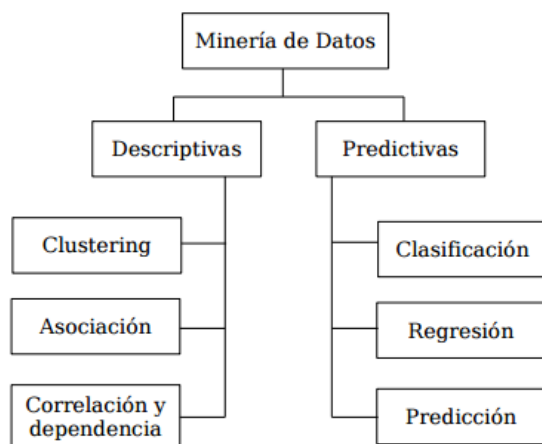 Minería de Datos
Descriptivas
Predictivas
Clustering
Clasificación
Asociación
Regresión
Correlación y
dependencia
Predicción